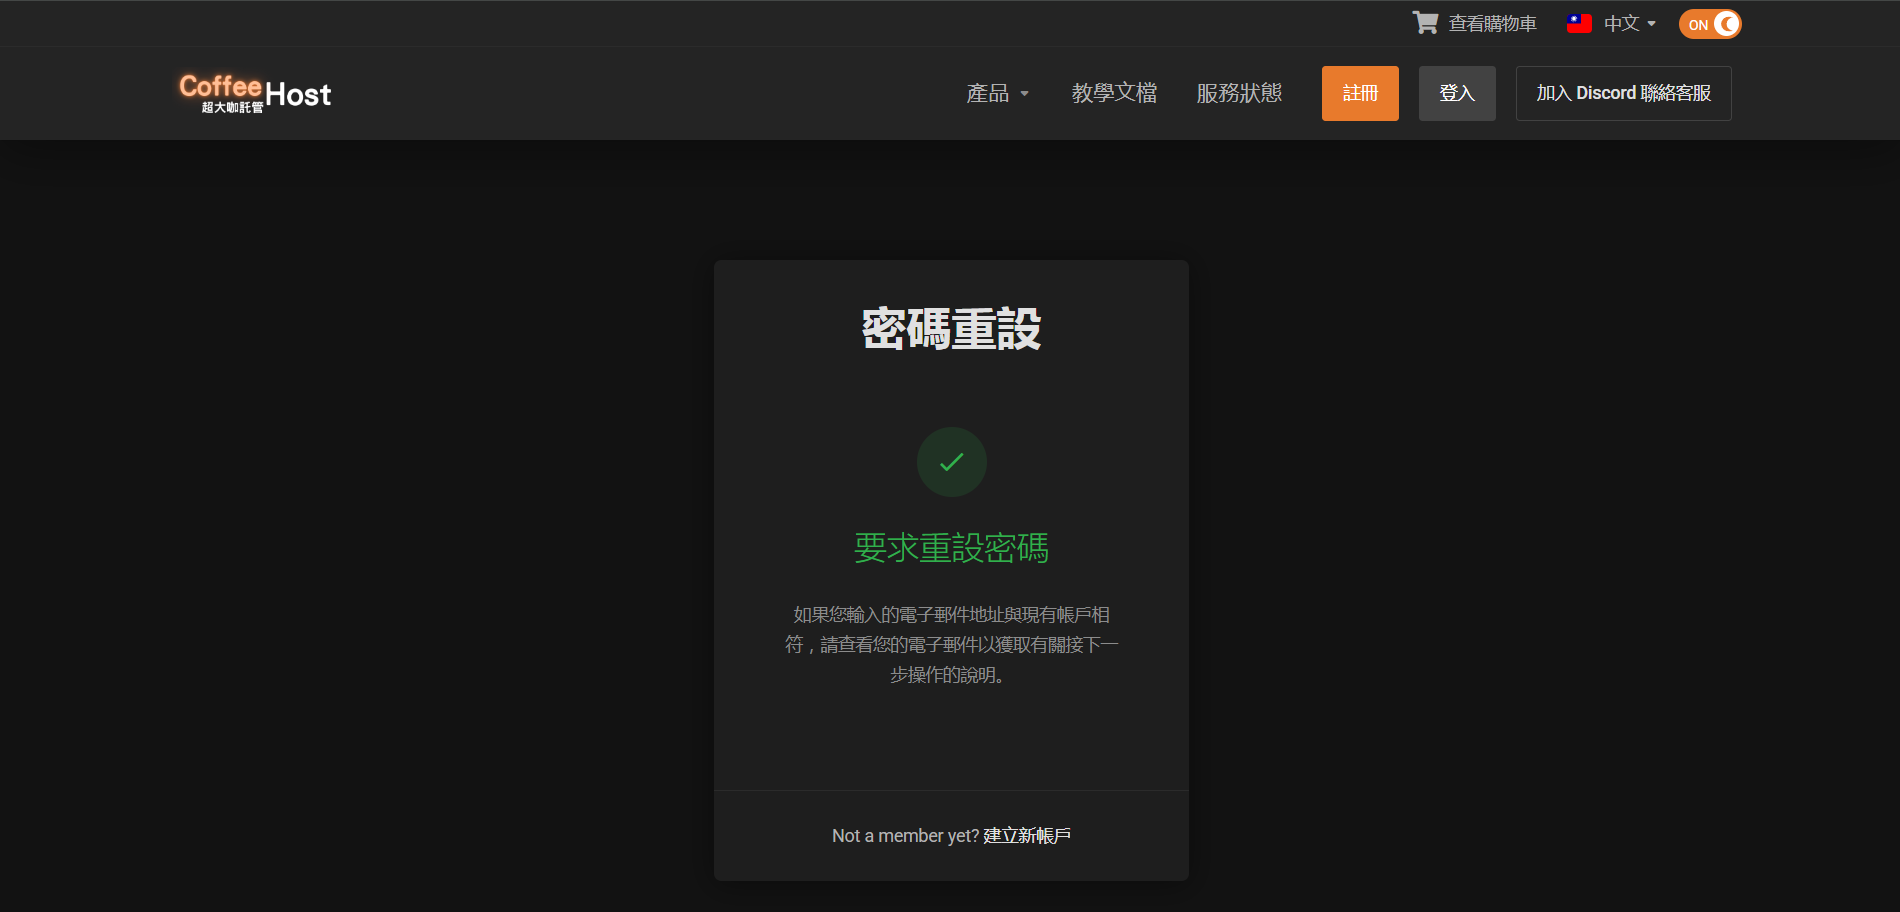 查看購物車
中文
ON
Coffee Host
超大咖託管
產品
教學文檔
服務狀態
註冊
登入
加入 Discord 聯絡客服
密碼重設
要求重設密碼
如果您輸入的電子郵件地址與現有帳戶相
符，請查看您的電子郵件以獲取有關接下一
步操作的說明。
Not a member yet? 建立新帳戶